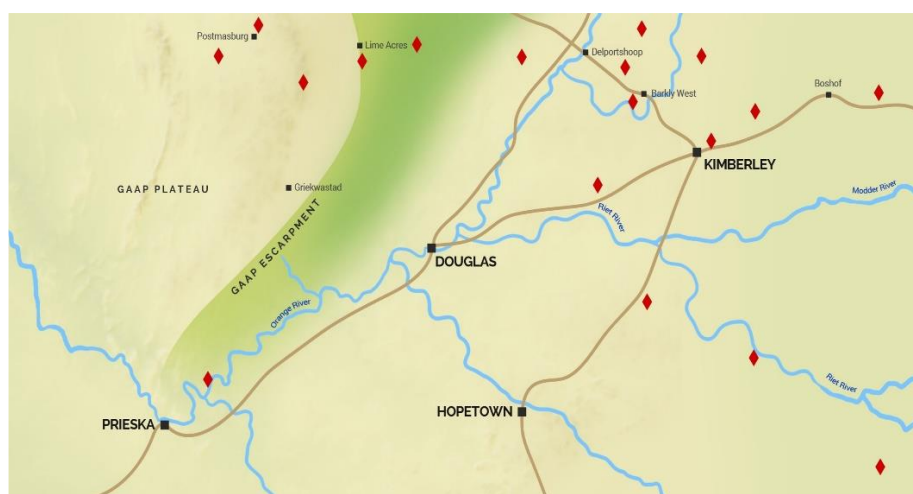 Postmasburg
Lime Acres
Delportshoop
Barkly West
Boshof
KIMBERLEY
GAAP PLATEAU
Griekwastad
Modder River
Riet River
GAAP ESCARPMENT
DOUGLAS
Orange River
Riet River
HOPETOWN
PRIESKA